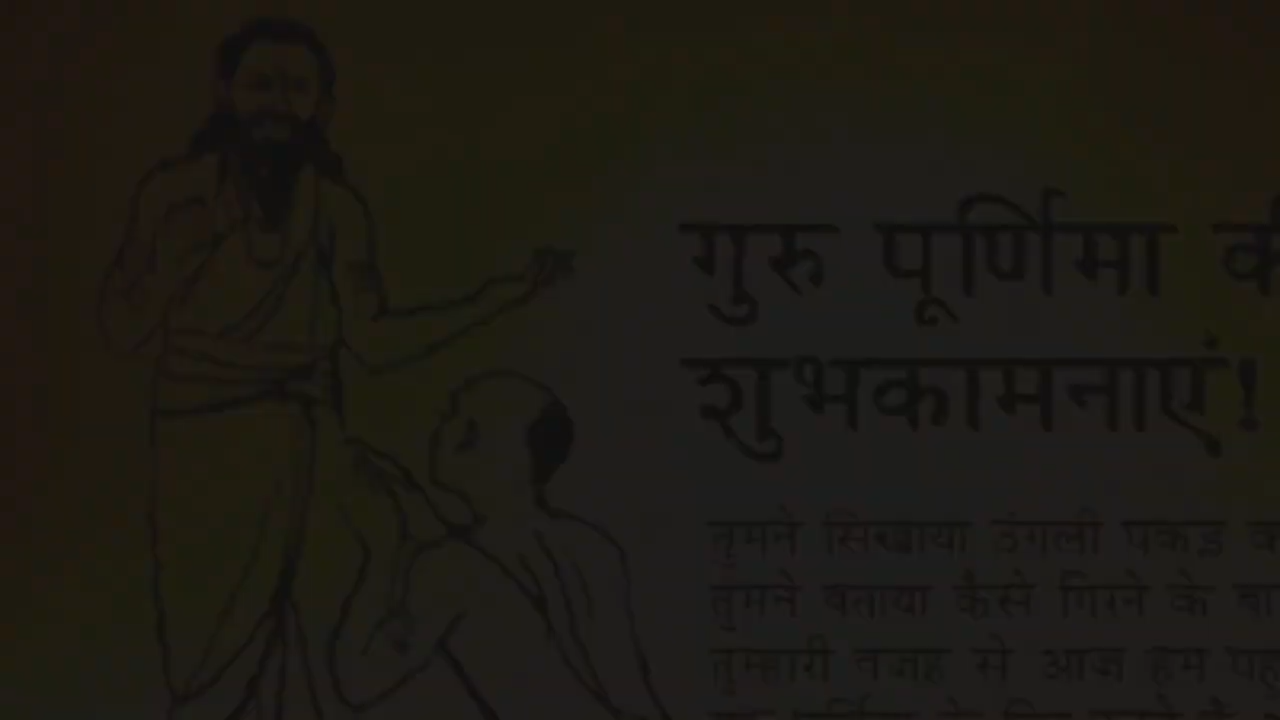 गुरु पूर्णिमा की
शुभकामनाएं!
तुमने सिखाया उंगली पकड़
तुमने बताया कैसे गिरने के
तुम्हारी वजह से आज हम